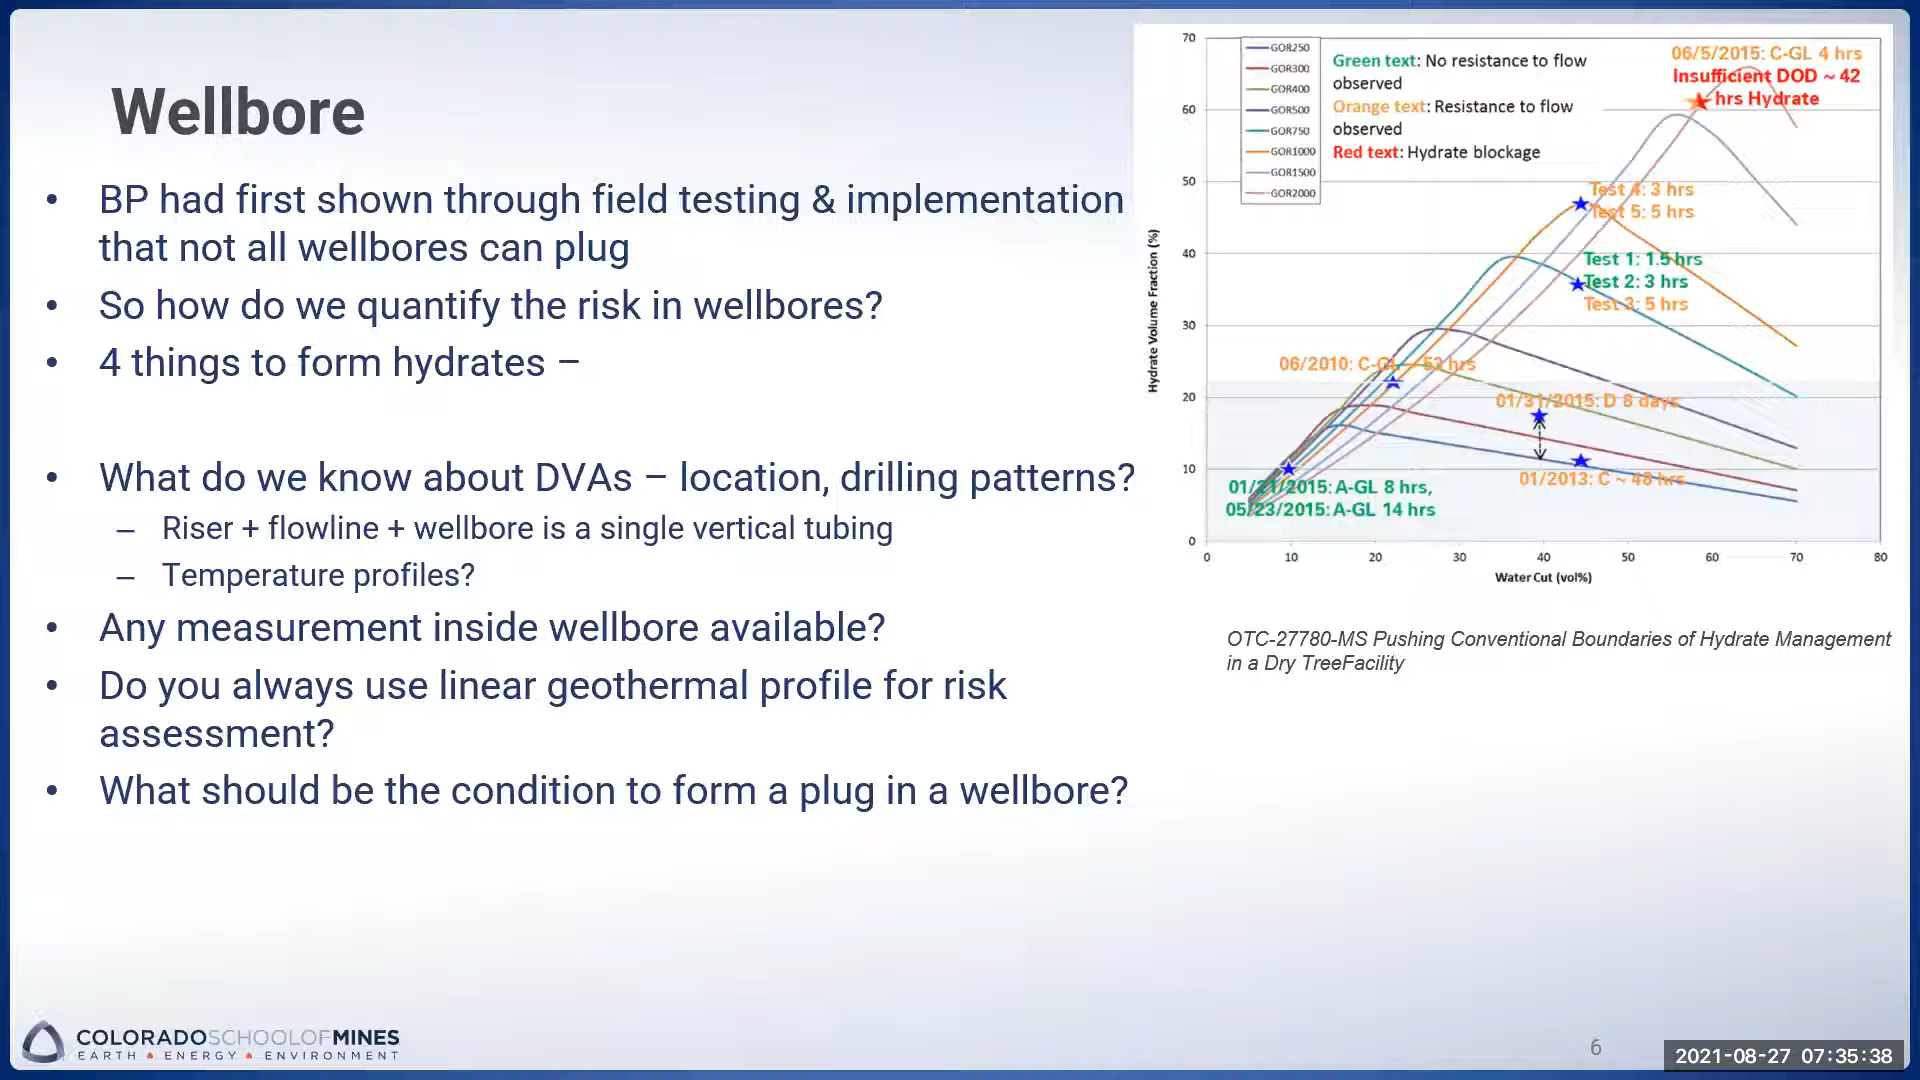 Wellbore
• BP had first shown through field testing & implementation
that not all wellbores can plug
• So how do we quantify the risk in wellbores?
• 4 things to form hydrates –
• What do we know about DVAs – location, drilling patterns?
– Riser + flowline + wellbore is a single vertical tubing
– Temperature profiles?
• Any measurement inside wellbore available?
• Do you always use linear geothermal profile for risk
assessment?
• What should be the condition to form a plug in a wellbore?
GOR250
GOR300
GOR400
GOR500
GOR750
GOR1000
GOR1500
GOR2000
Green text: No resistance to flow
observed
Orange text: Resistance to flow
observed
Red text: Hydrate blockage
06/5/2015: C-GL 4 hrs
Insufficient DOD ~ 42
hrs Hydrate
Test 4: 3 hrs
Test 5: 5 hrs
Test 1: 1.5 hrs
Test 2: 3 hrs
Test 3: 5 hrs
06/2010: C-GL ~ 53 hrs
01/31/2015: D 8 days
01/2013: C ~ 48 hrs
01/21/2015: A-GL 8 hrs,
05/23/2015: A-GL 14 hrs
Hydrate Volume Fraction (%)
70
60
50
40
30
20
10
0
0 10 20 30 40 50 60 70 80
Water Cut (vol%)
OTC-27780-MS Pushing Conventional Boundaries of Hydrate Management
in a Dry TreeFacility
COLORADOSCHOOLOFMINES
EARTH • ENERGY • ENVIRONMENT
6
2021-08-27 07:35:38